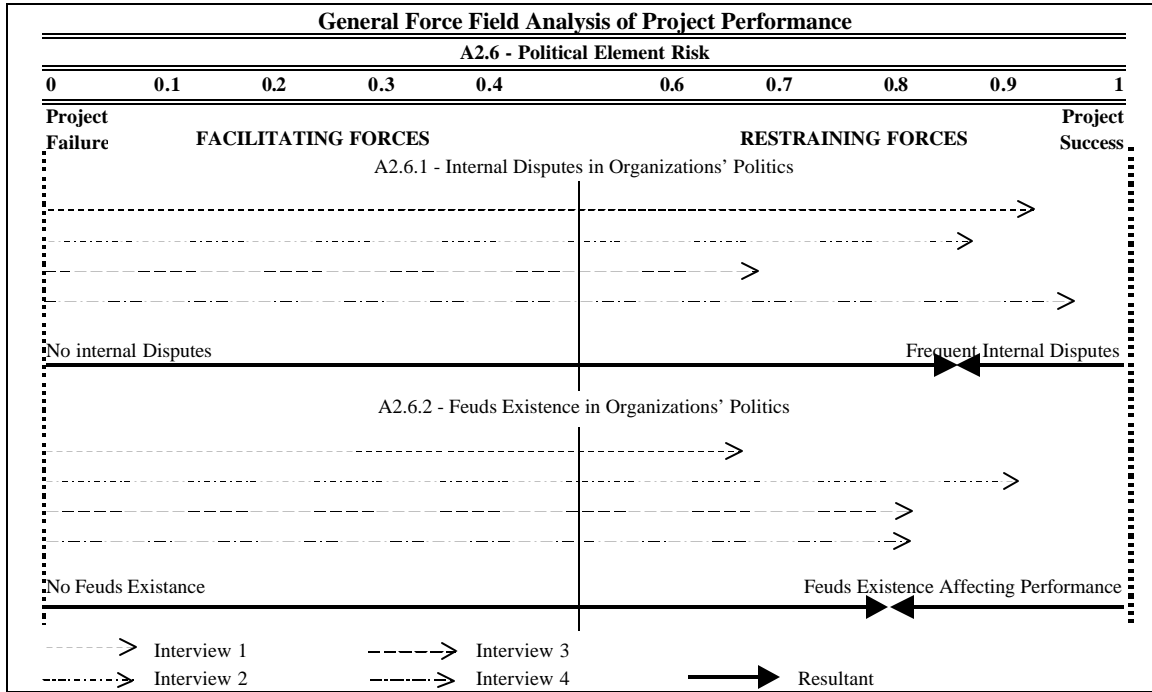 General Force Field Analysis of Project Performance
A2.6 - Political Element Risk
0 0.1 0.2 0.3 0.4 0.6 0.7 0.8 0.9 1
Project Failure
FACILITATING FORCES
RESTRAINING FORCES
Project Success
A2.6.1 - Internal Disputes in Organizations’ Politics
No internal Disputes
Frequent Internal Disputes
A2.6.2 - Feuds Existence in Organizations’ Politics
No Feuds Existance
Feuds Existence Affecting Performance
Interview 1
Interview 3
Interview 2
Interview 4
Resultant